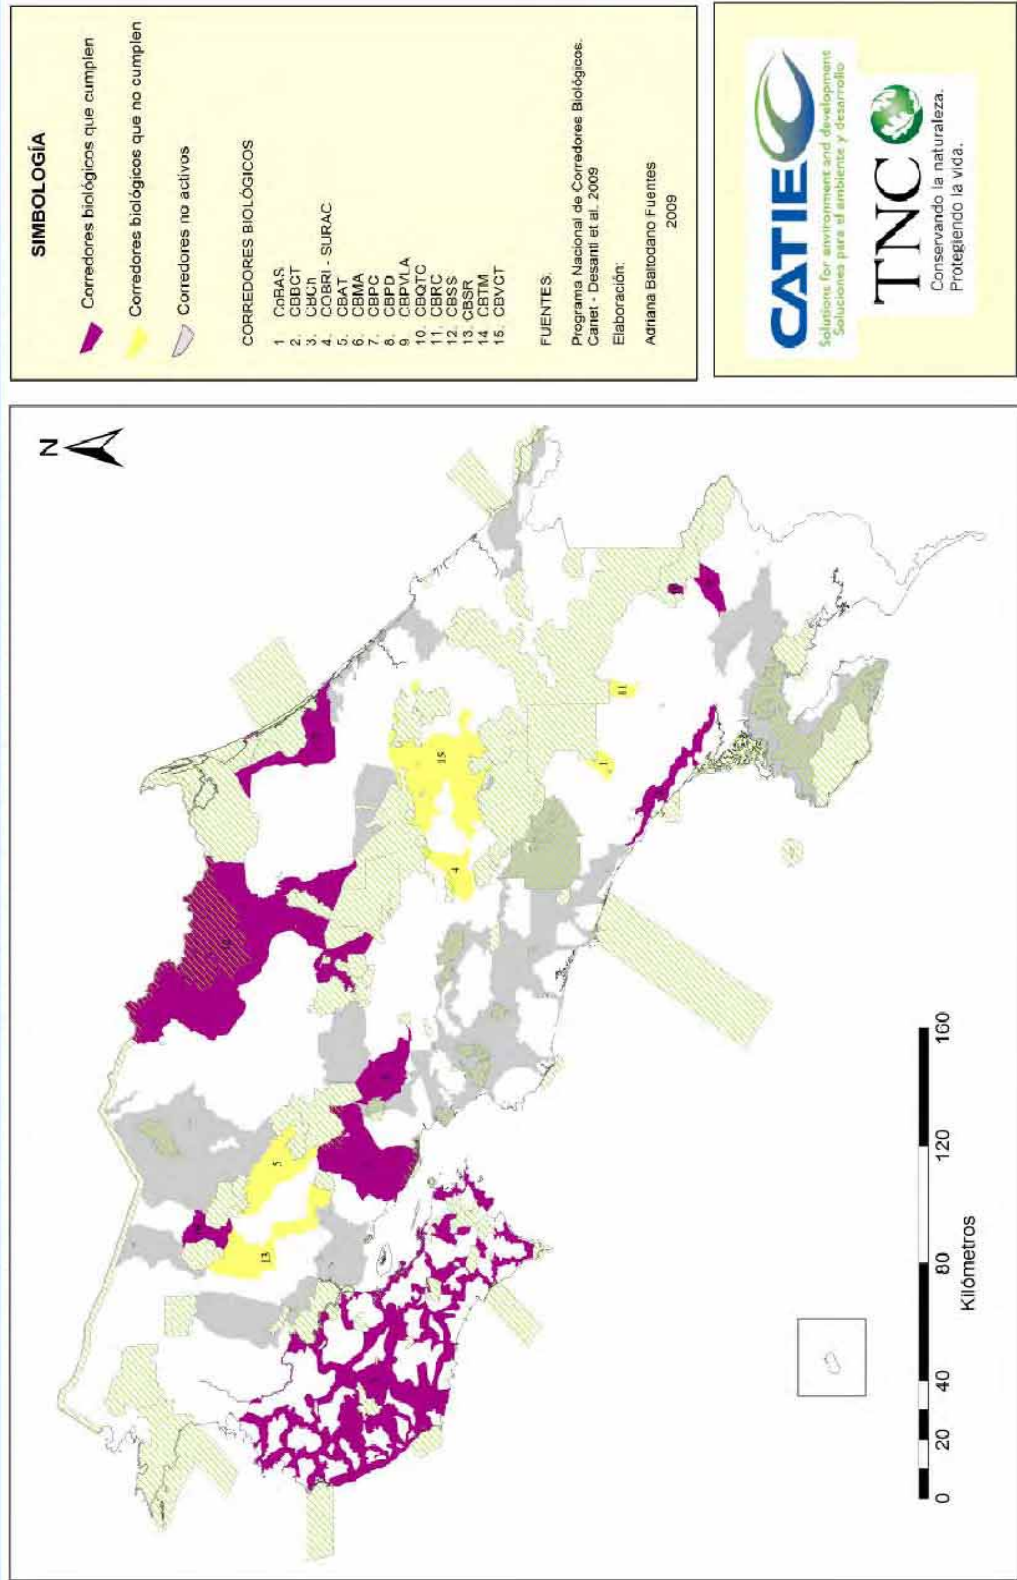 SIMBOLOGÍA
Corredores biológicos que cumplen
Corredores biológicos que no cumplen
Corredores no activos
CORREDORES BIOLÓGICOS
1 CoBAS
2. CBBCT
3. CBCh
4. COBRI - SURAC
5. CBAT
6. CBMA
7. CBPC
8. CBPD
9. CBPVLA
10. CBQTC
11. CBRC
12. CBSS
13. CBSR
14 CBTM
15. CBVCT
FUENTES.
Programa Nacional de Corredores Biológicos.
Canet - Desanti et al. 2009
Elaboración:
Adriana Baltodano Fuentes
2009
CATIE
Solutions for environment and development
Soluciones para el ambiente y desarrollo
TNC
Conservando la naturaleza.
Protegiendo la vida.
N
15
4
11
1
5
13
0 20 40 80 120 160
Kilómetros